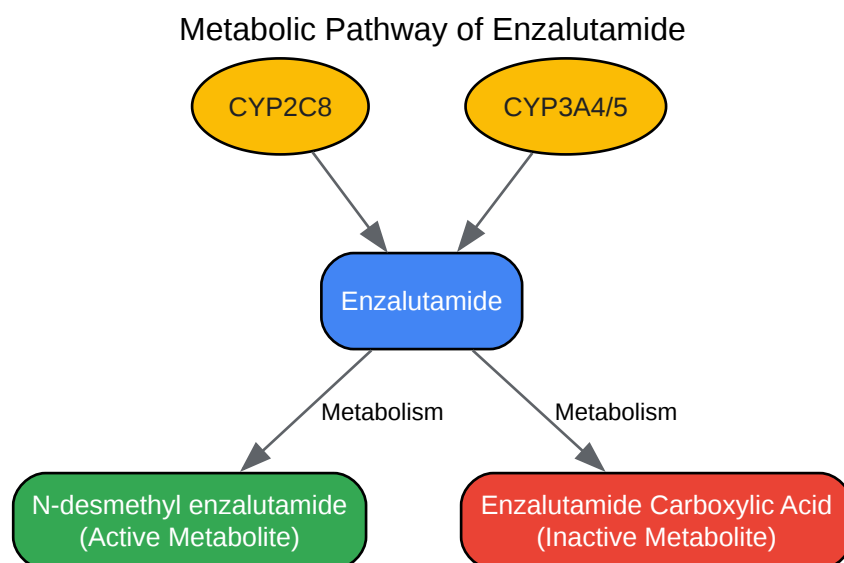 Metabolic Pathway of Enzalutamide
CYP2C8
CYP3A4/5
Enzalutamide
Metabolism
Metabolism
N-desmethyl enzalutamide
(Active Metabolite)
Enzalutamide Carboxylic Acid
(Inactive Metabolite)